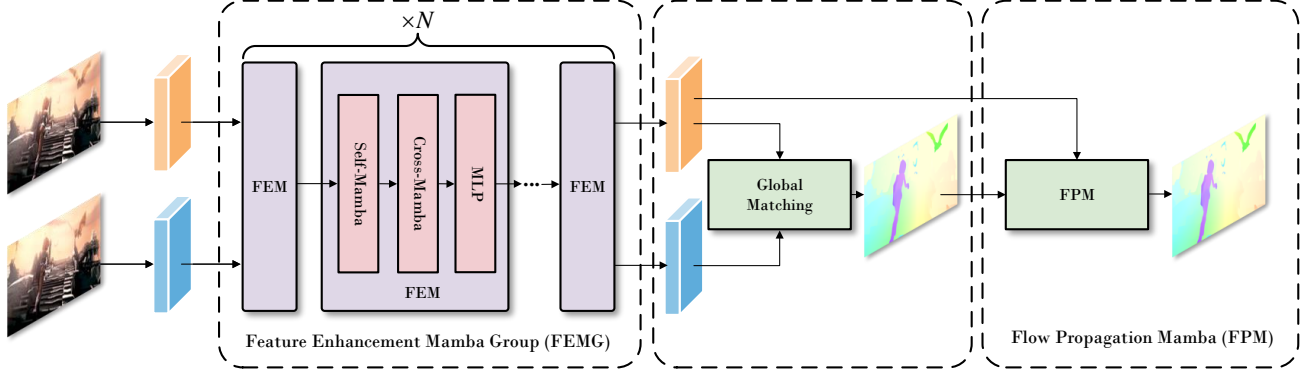 ×N
FEM
Self-Mamba
Cross-Mamba
MLP
FEM
FEM
Feature Enhancement Mamba Group (FEMG)
Global
Matching
FPM
Flow Propagation Mamba (FPM)